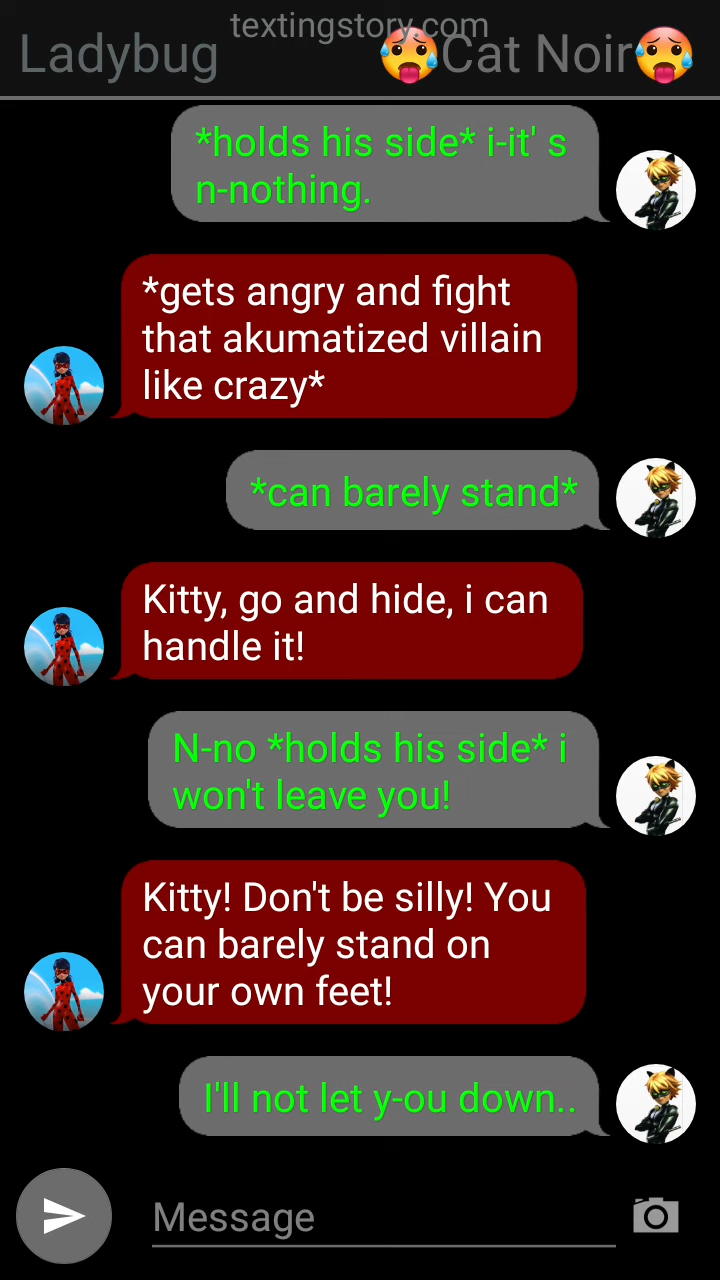 textingstory.com
Ladybug
🥵Cat Noir🥵
*holds his side* i-it' s
n-nothing.
*gets angry and fight
that akumatized villain
like crazy*
*can barely stand*
Kitty, go and hide, i can
handle it!
N-no *holds his side* i
won't leave you!
Kitty! Don't be silly! You
can barely stand on
your own feet!
I'll not let y-ou down..
Message